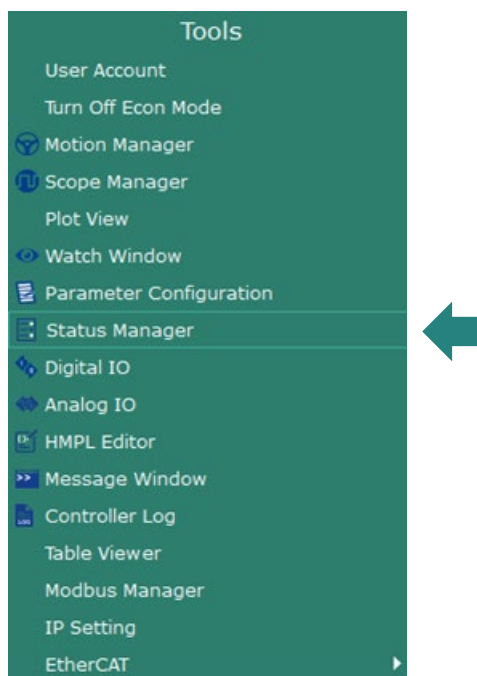 Tools
User Account
Turn Off Econ Mode
Motion Manager
Scope Manager
Plot View
Watch Window
Parameter Configuration
Status Manager
Digital IO
Analog IO
HMPL Editor
Message Window
Controller Log
Table Viewer
Modbus Manager
IP Setting
EtherCAT